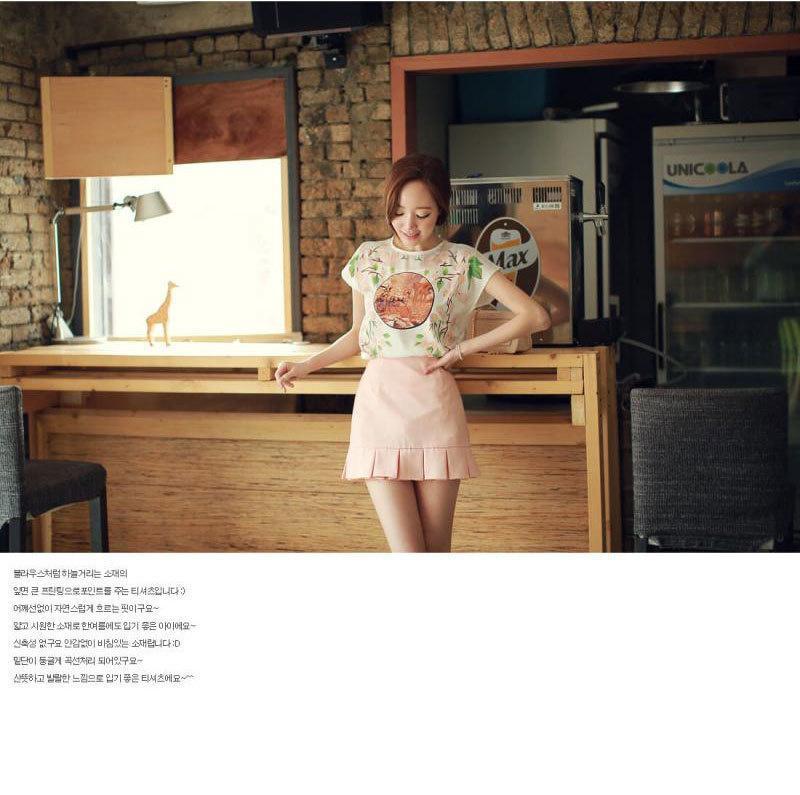 UNICOOLA
Max
블라우스처럼 하늘거리는 소재의
앞면 큰 프린팅으로포인트를 주는 티셔츠입니다 :)
어깨선없이 자연스럽게 흐르는 핏이구요~
얇고 시원한 소재로 한여름에도 입기 좋은 아이에요~
신축성 없구요 안감없이 비침있는 소재랍니다 :D
밑단이 둥글게 곡선처리 되어있구요~
산뜻하고 발랄한 느낌으로 입기 좋은 티셔츠에요~^^